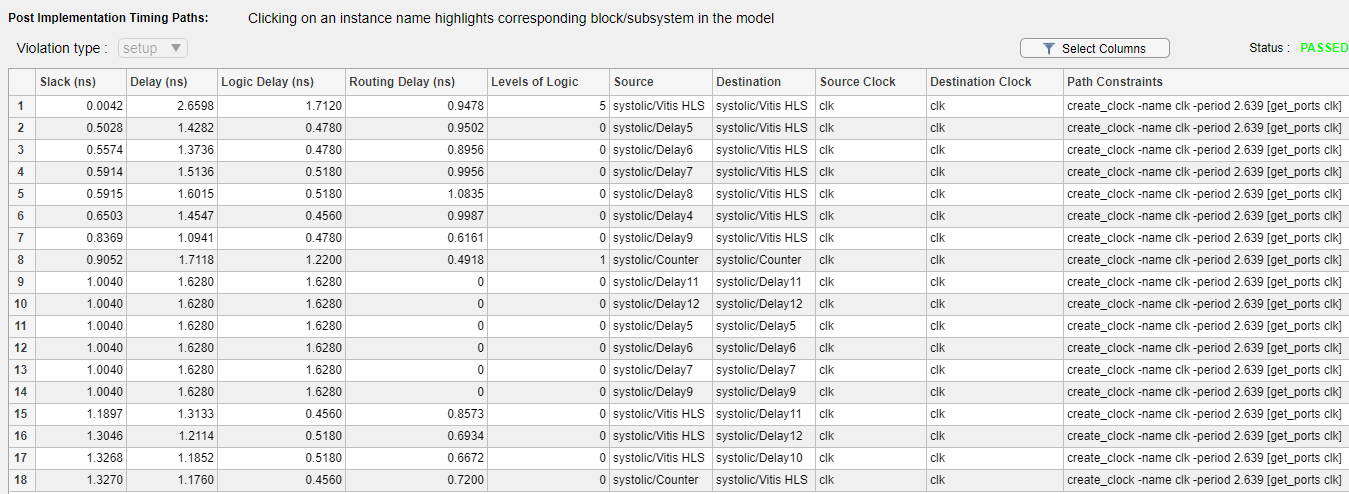 Post Implementation Timing Paths: Clicking on an instance name highlights corresponding block/subsystem in the model
Violation type : setup Select Columns Status : PASSED
Slack (ns) Delay (ns) Logic Delay (ns) Routing Delay (ns) Levels of Logic Source Destination Source Clock Destination Clock Path Constraints
1 0.0042 2.6598 1.7120 0.9478 5 systolic/Vitis HLS systolic/Vitis HLS clk clk create_clock -name clk -period 2.639 [get_ports clk]
2 0.5028 1.4282 0.4780 0.9502 0 systolic/Delay5 systolic/Vitis HLS clk clk create_clock -name clk -period 2.639 [get_ports clk]
3 0.5574 1.3736 0.4780 0.8956 0 systolic/Delay6 systolic/Vitis HLS clk clk create_clock -name clk -period 2.639 [get_ports clk]
4 0.5914 1.5136 0.5180 0.9956 0 systolic/Delay7 systolic/Vitis HLS clk clk create_clock -name clk -period 2.639 [get_ports clk]
5 0.5915 1.6015 0.5180 1.0835 0 systolic/Delay8 systolic/Vitis HLS clk clk create_clock -name clk -period 2.639 [get_ports clk]
6 0.6503 1.4547 0.4560 0.9987 0 systolic/Delay4 systolic/Vitis HLS clk clk create_clock -name clk -period 2.639 [get_ports clk]
7 0.8369 1.0941 0.4780 0.6161 0 systolic/Delay9 systolic/Vitis HLS clk clk create_clock -name clk -period 2.639 [get_ports clk]
8 0.9052 1.7118 1.2200 0.4918 1 systolic/Counter systolic/Counter clk clk create_clock -name clk -period 2.639 [get_ports clk]
9 1.0040 1.6280 1.6280 0 0 systolic/Delay11 systolic/Delay11 clk clk create_clock -name clk -period 2.639 [get_ports clk]
10 1.0040 1.6280 1.6280 0 0 systolic/Delay12 systolic/Delay12 clk clk create_clock -name clk -period 2.639 [get_ports clk]
11 1.0040 1.6280 1.6280 0 0 systolic/Delay5 systolic/Delay5 clk clk create_clock -name clk -period 2.639 [get_ports clk]
12 1.0040 1.6280 1.6280 0 0 systolic/Delay6 systolic/Delay6 clk clk create_clock -name clk -period 2.639 [get_ports clk]
13 1.0040 1.6280 1.6280 0 0 systolic/Delay7 systolic/Delay7 clk clk create_clock -name clk -period 2.639 [get_ports clk]
14 1.0040 1.6280 1.6280 0 0 systolic/Delay9 systolic/Delay9 clk clk create_clock -name clk -period 2.639 [get_ports clk]
15 1.1897 1.3133 0.4560 0.8573 0 systolic/Vitis HLS systolic/Delay11 clk clk create_clock -name clk -period 2.639 [get_ports clk]
16 1.3046 1.2114 0.5180 0.6934 0 systolic/Vitis HLS systolic/Delay12 clk clk create_clock -name clk -period 2.639 [get_ports clk]
17 1.3268 1.1852 0.5180 0.6672 0 systolic/Vitis HLS systolic/Delay10 clk clk create_clock -name clk -period 2.639 [get_ports clk]
18 1.3270 1.1760 0.4560 0.7200 0 systolic/Counter systolic/Vitis HLS clk clk create_clock -name clk -period 2.639 [get_ports clk]